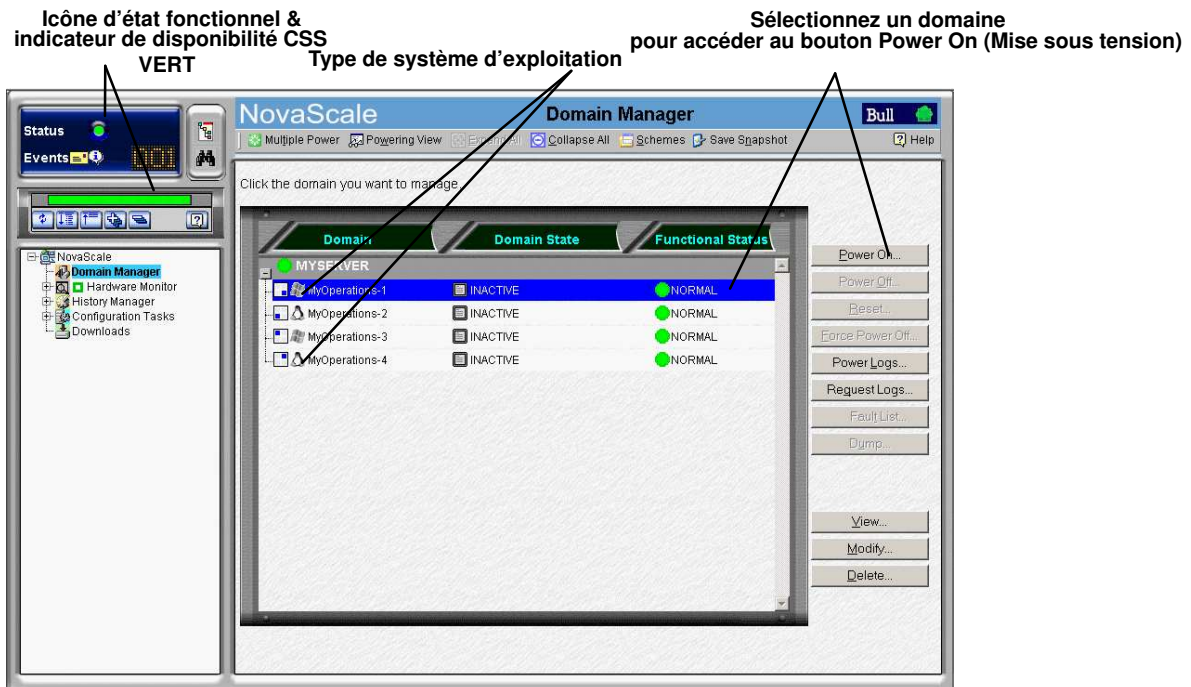 Icône d'état fonctionnel &
indicateur de disponibilité CSS
VERT
Type de système d'exploitation
Sélectionnez un domaine
pour accéder au bouton Power On (Mise sous tension)
Status
Events
NovaScale
Domain Manager
Bull
Multiple Power
Powering View
Expand All
Collapse All
Schemes
Save Snapshot
Help
Click the domain you want to manage.
NovaScale
Domain Manager
Hardware Monitor
History Manager
Configuration Tasks
Downloads
Domain
Domain State
Functional Status
MYSERVER
MyOperations-1 INACTIVE NORMAL
MyOperations-2 INACTIVE NORMAL
MyOperations-3 INACTIVE NORMAL
MyOperations-4 INACTIVE NORMAL
Power On...
Power Off...
Reset...
Force Power Off...
Power Logs...
Request Logs...
Fault List...
Dump...
View...
Modify...
Delete...